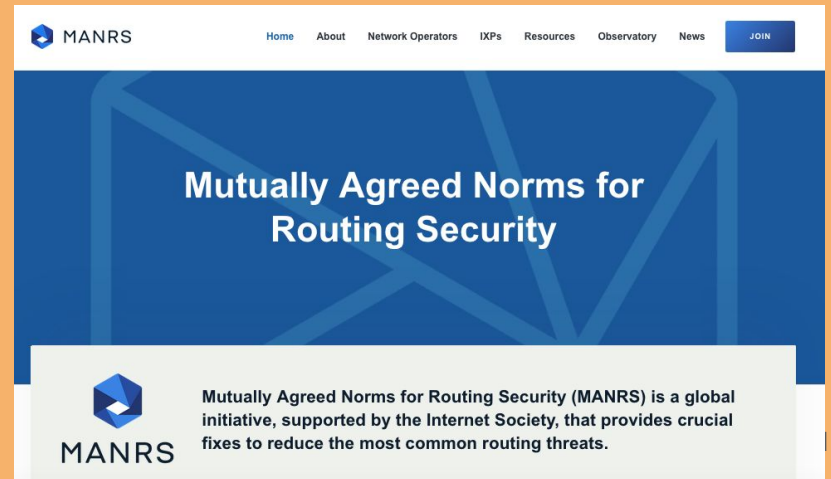 MANRS
Home About Network Operators IXPs Resources Observatory News JOIN
Mutually Agreed Norms for
Routing Security
Mutually Agreed Norms for Routing Security (MANRS) is a global
initiative, supported by the Internet Society, that provides crucial
fixes to reduce the most common routing threats.
MANRS